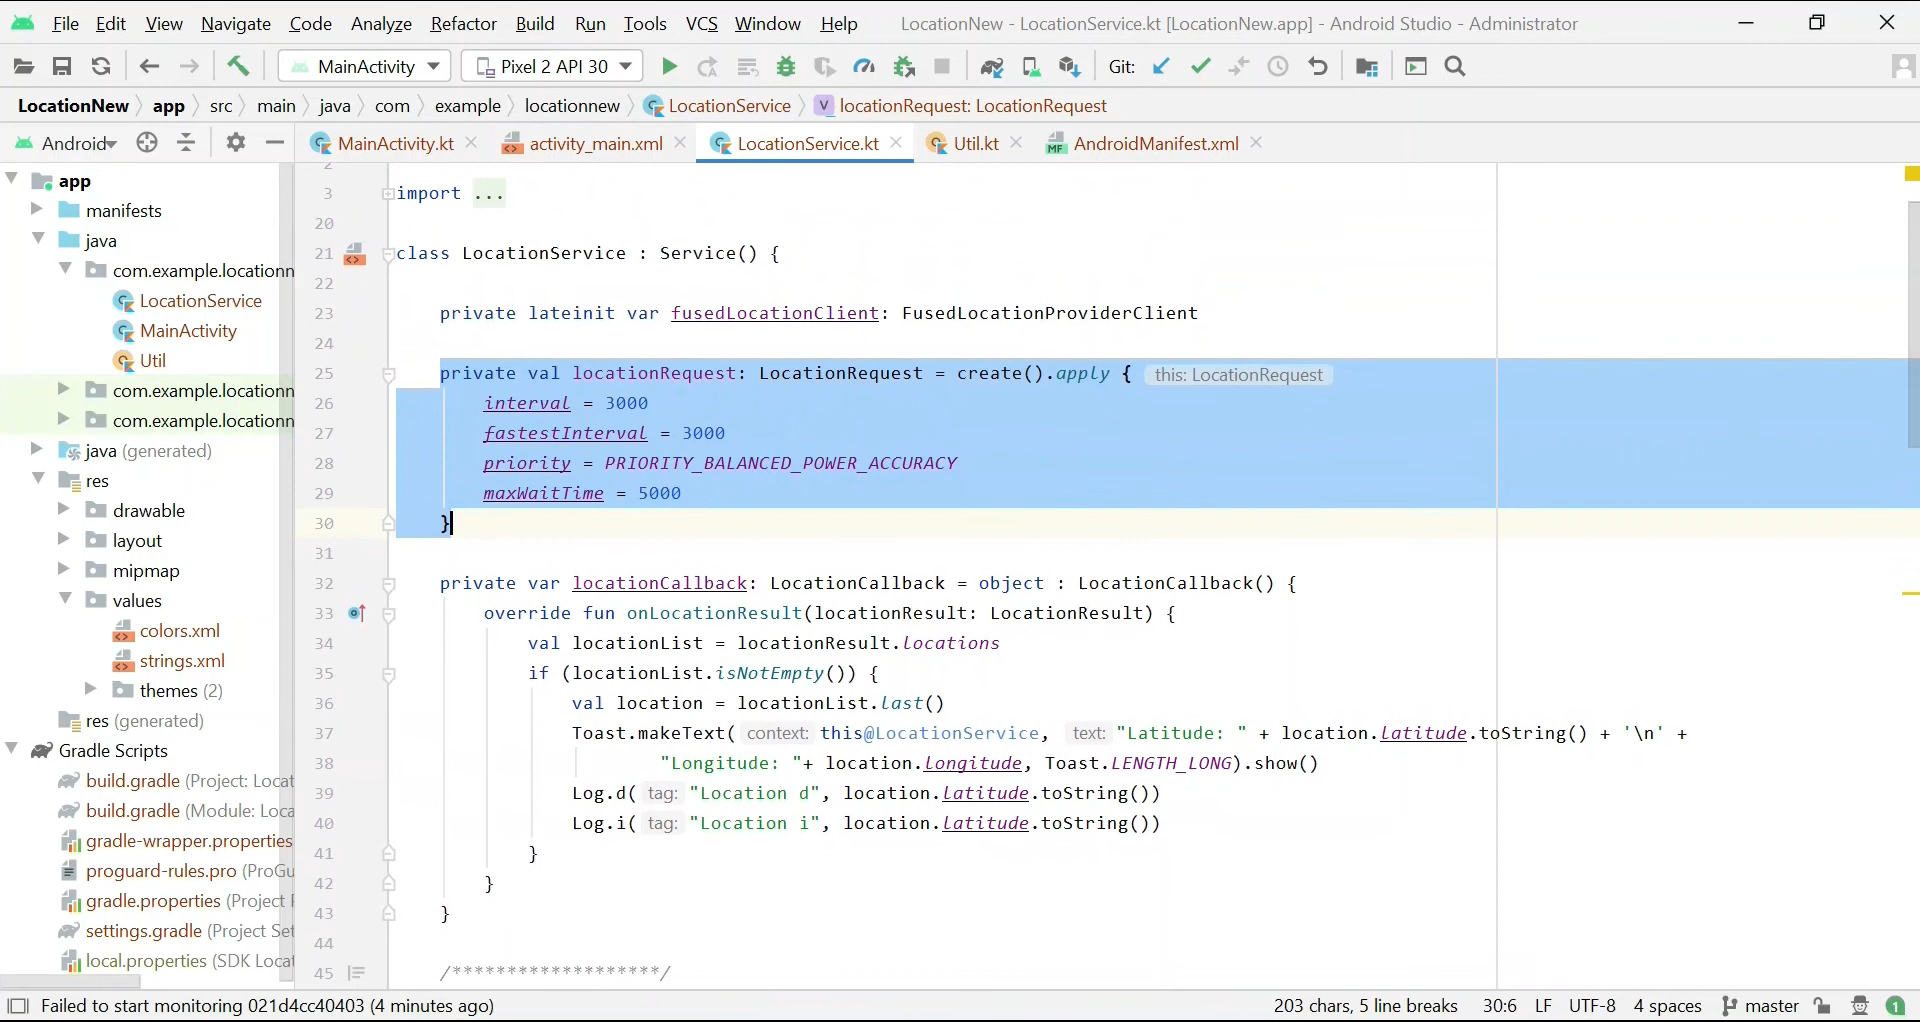 File Edit View Navigate Code Analyze Refactor Build Run Tools VCS Window Help LocationNew - LocationService.kt [LocationNew.app] - Android Studio - Administrator
MainActivity Pixel 2 API 30 Git:
LocationNew app src main java com example locationnew LocationService V locationRequest: LocationRequest
Android MainActivity.kt activity_main.xml LocationService.kt Util.kt MF AndroidManifest.xml
app
manifests
java
com.example.locationn
LocationService
MainActivity
Util
com.example.locationn
com.example.locationn
java (generated)
res
drawable
layout
mipmap
values
colors.xml
strings.xml
themes (2)
res (generated)
Gradle Scripts
build.gradle (Project: Locat
build.gradle (Module: Loca
gradle-wrapper.properties
proguard-rules.pro (ProGu
gradle.properties (Project
settings.gradle (Project Set
local.properties (SDK Locat
2
3 import ...
20
21 class LocationService : Service() {
22
23 private lateinit var fusedLocationClient: FusedLocationProviderClient
24
25 private val locationRequest: LocationRequest = create().apply { this: LocationRequest
26 interval = 3000
27 fastestInterval = 3000
28 priority = PRIORITY_BALANCED_POWER_ACCURACY
29 maxWaitTime = 5000
30 }
31
32 private var locationCallback: LocationCallback = object : LocationCallback() {
33 override fun onLocationResult(locationResult: LocationResult) {
34 val locationList = locationResult.locations
35 if (locationList.isNotEmpty()) {
36 val location = locationList.last()
37 Toast.makeText( context: this@LocationService, text: "Latitude: " + location.latitude.toString() + '\n' +
38 "Longitude: "+ location.longitude, Toast.LENGTH_LONG).show()
39 Log.d( tag: "Location d", location.latitude.toString())
40 Log.i( tag: "Location i", location.latitude.toString())
41 }
42 }
43 }
44
45 /*******************/
Failed to start monitoring 021d4cc40403 (4 minutes ago) 203 chars, 5 line breaks 30:6 LF UTF-8 4 spaces master 1